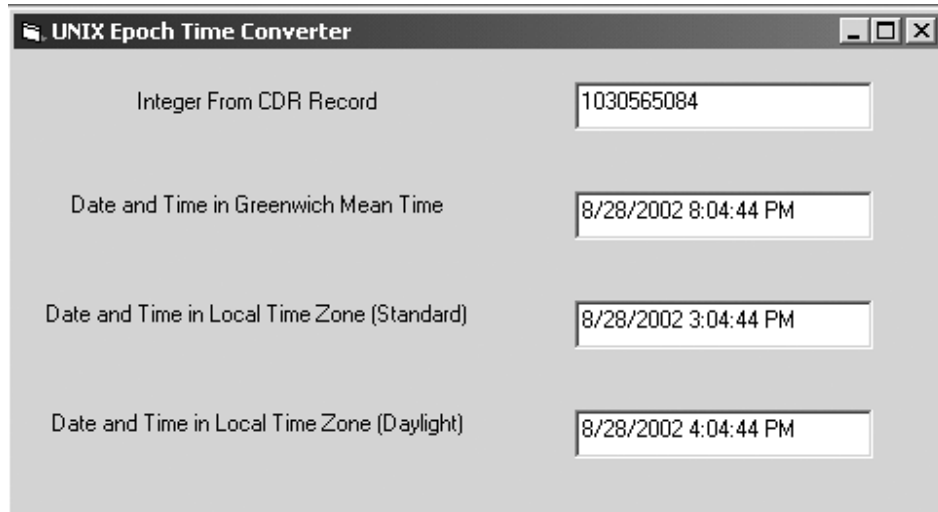 UNIX Epoch Time Converter
Integer From CDR Record 1030565084
Date and Time in Greenwich Mean Time 8/28/2002 8:04:44 PM
Date and Time in Local Time Zone (Standard) 8/28/2002 3:04:44 PM
Date and Time in Local Time Zone (Daylight) 8/28/2002 4:04:44 PM